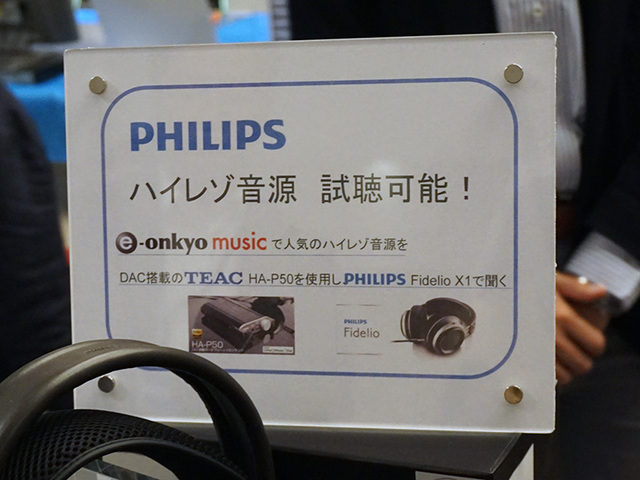 PHILIPS
ハイレゾ音源 試聴可能！
e-onkyo music で人気のハイレゾ音源を
DAC搭載のTEAC HA-P50を使用しPHILIPS Fidelio X1で聞く
HA-P50
PHILIPS
Fidelio